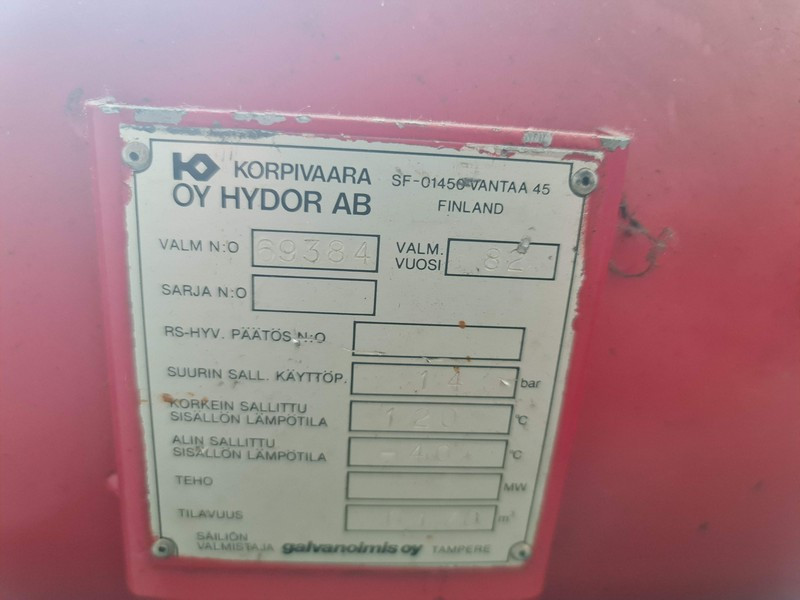 KORPIVAARA
OY HYDOR AB
SF-01450 VANTAA 45
FINLAND
VALM N:O 69384
VALM. VUOSI 82
SARJA N:O
RS-HYV. PÄÄTÖS N:O
SUURIN SALL. KÄYTTÖP. 14 bar
KORKEIN SALLITTU
SISÄLLÖN LÄMPÖTILA 120 °C
ALIN SALLITTU
SISÄLLÖN LÄMPÖTILA -40 °C
TEHO MW
TILAVUUS m³
SÄILIÖN
VALMISTAJA galvanolmis oy TAMPERE